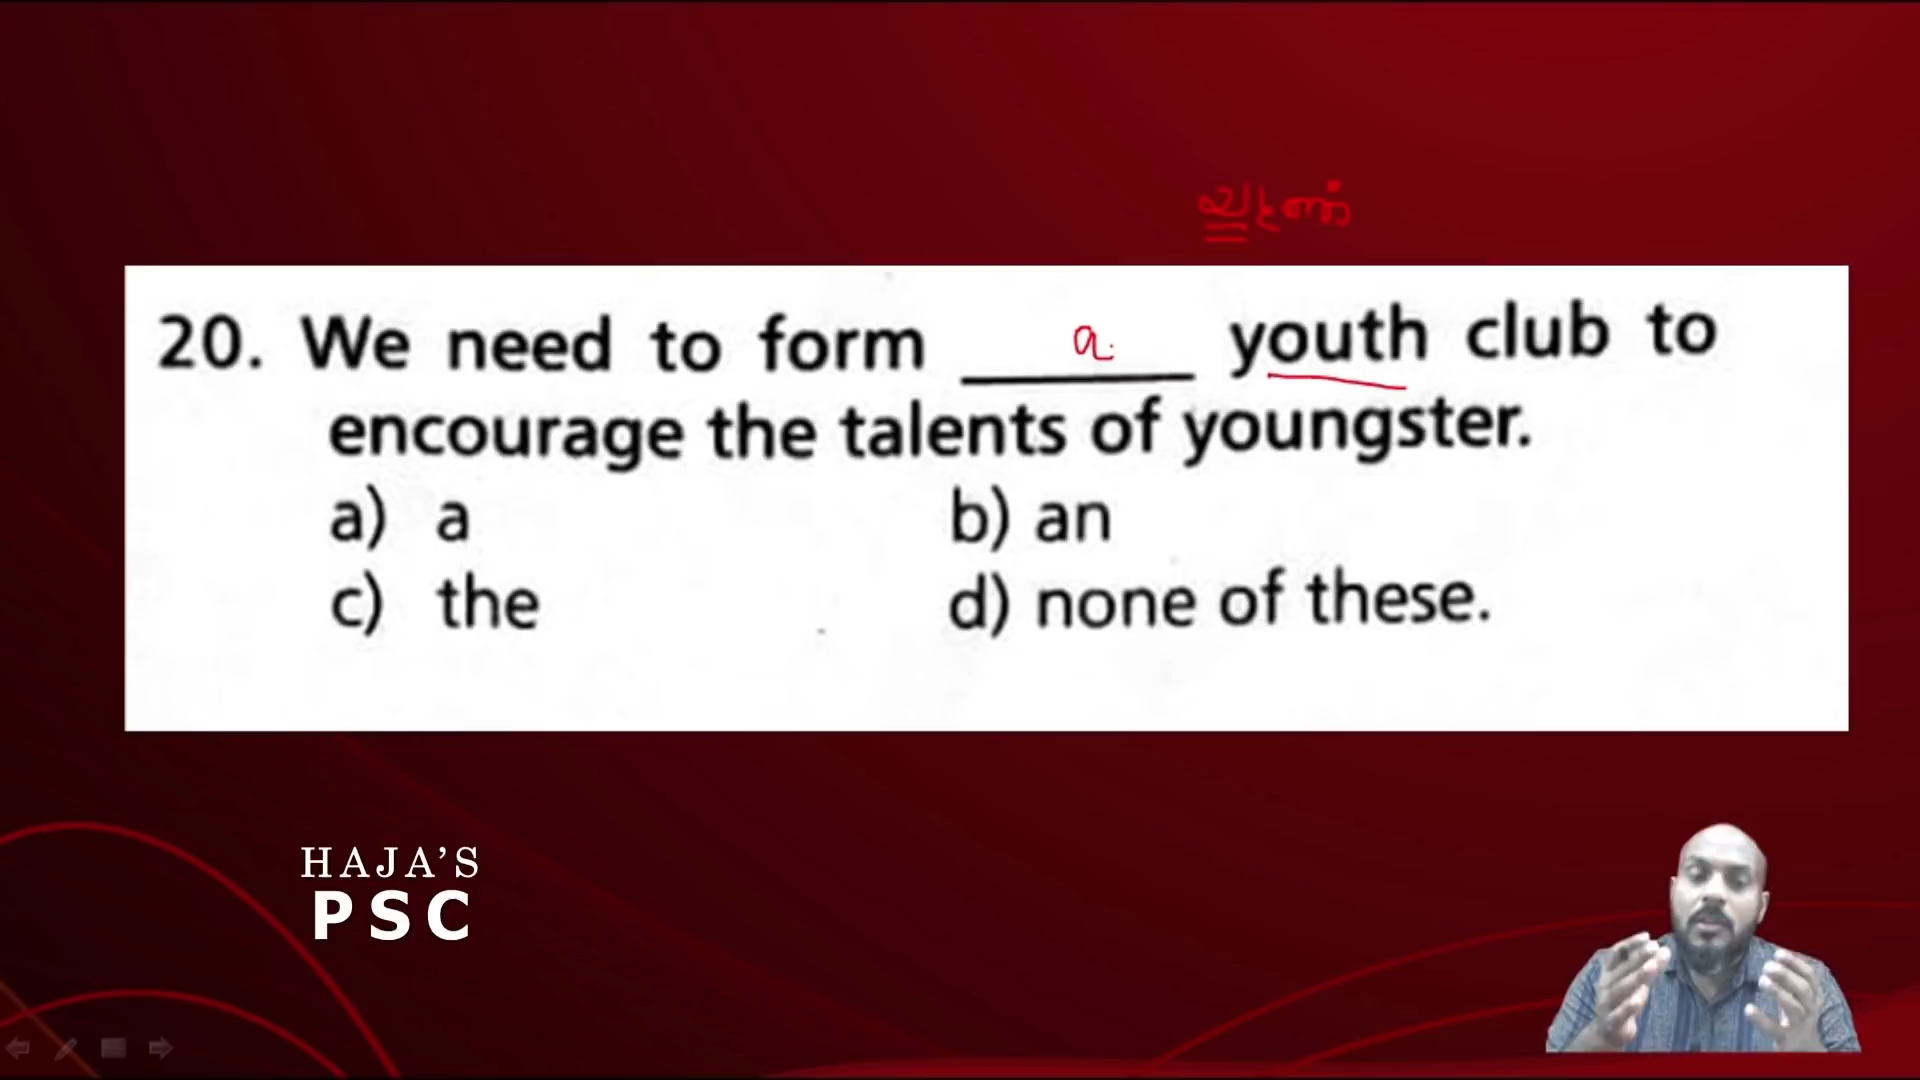 20. We need to form a youth club to
encourage the talents of youngster.
a) a b) an
c) the d) none of these.
HAJA'S
PSC